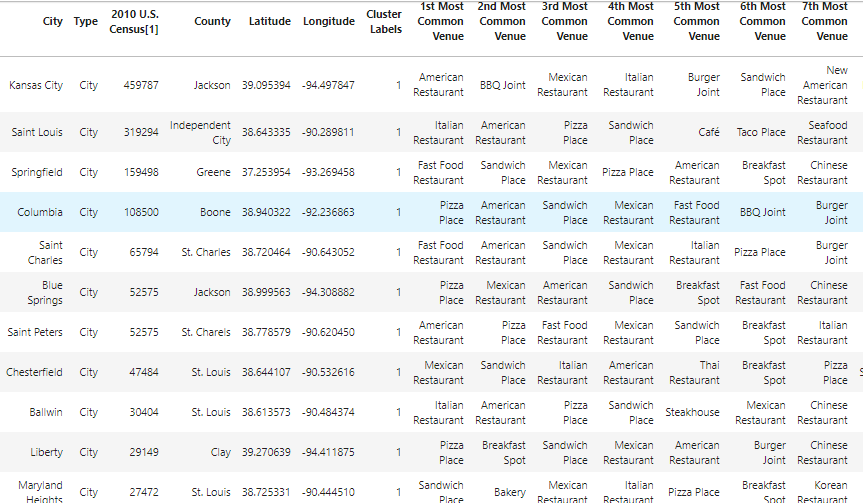 City Type 2010 U.S. Census[1] County Latitude Longitude Cluster Labels 1st Most Common Venue 2nd Most Common Venue 3rd Most Common Venue 4th Most Common Venue 5th Most Common Venue 6th Most Common Venue 7th Most Common Venue
Kansas City City 459787 Jackson 39.095394 -94.497847 1 American Restaurant BBQ Joint Mexican Restaurant Italian Restaurant Burger Joint Sandwich Place New American Restaurant
Saint Louis City 319294 Independent City 38.643335 -90.289811 1 Italian Restaurant American Restaurant Pizza Place Sandwich Place Café Taco Place Seafood Restaurant
Springfield City 159498 Greene 37.253954 -93.269458 1 Fast Food Restaurant Sandwich Place Mexican Restaurant Pizza Place American Restaurant Breakfast Spot Chinese Restaurant
Columbia City 108500 Boone 38.940322 -92.236863 1 Pizza Place American Restaurant Sandwich Place Mexican Restaurant Fast Food Restaurant BBQ Joint Burger Joint
Saint Charles City 65794 St. Charles 38.720464 -90.643052 1 Fast Food Restaurant American Restaurant Sandwich Place Mexican Restaurant Italian Restaurant Pizza Place Burger Joint
Blue Springs City 52575 Jackson 38.999563 -94.308882 1 Pizza Place Mexican Restaurant American Restaurant Sandwich Place Breakfast Spot Fast Food Restaurant Chinese Restaurant
Saint Peters City 52575 St. Charels 38.778579 -90.620450 1 American Restaurant Pizza Place Fast Food Restaurant Mexican Restaurant Sandwich Place Breakfast Spot Italian Restaurant
Chesterfield City 47484 St. Louis 38.644107 -90.532616 1 Mexican Restaurant Sandwich Place Italian Restaurant American Restaurant Thai Restaurant Breakfast Spot Pizza Place
Ballwin City 30404 St. Louis 38.613573 -90.484374 1 Italian Restaurant American Restaurant Pizza Place Sandwich Place Steakhouse Mexican Restaurant Chinese Restaurant
Liberty City 29149 Clay 39.270639 -94.411875 1 Pizza Place Breakfast Spot Sandwich Place Mexican Restaurant American Restaurant Burger Joint Chinese Restaurant
Maryland Heights City 27472 St. Louis 38.725331 -90.444510 1 Sandwich Place Bakery Mexican Restaurant Italian Restaurant Pizza Place Breakfast Spot Korean Restaurant